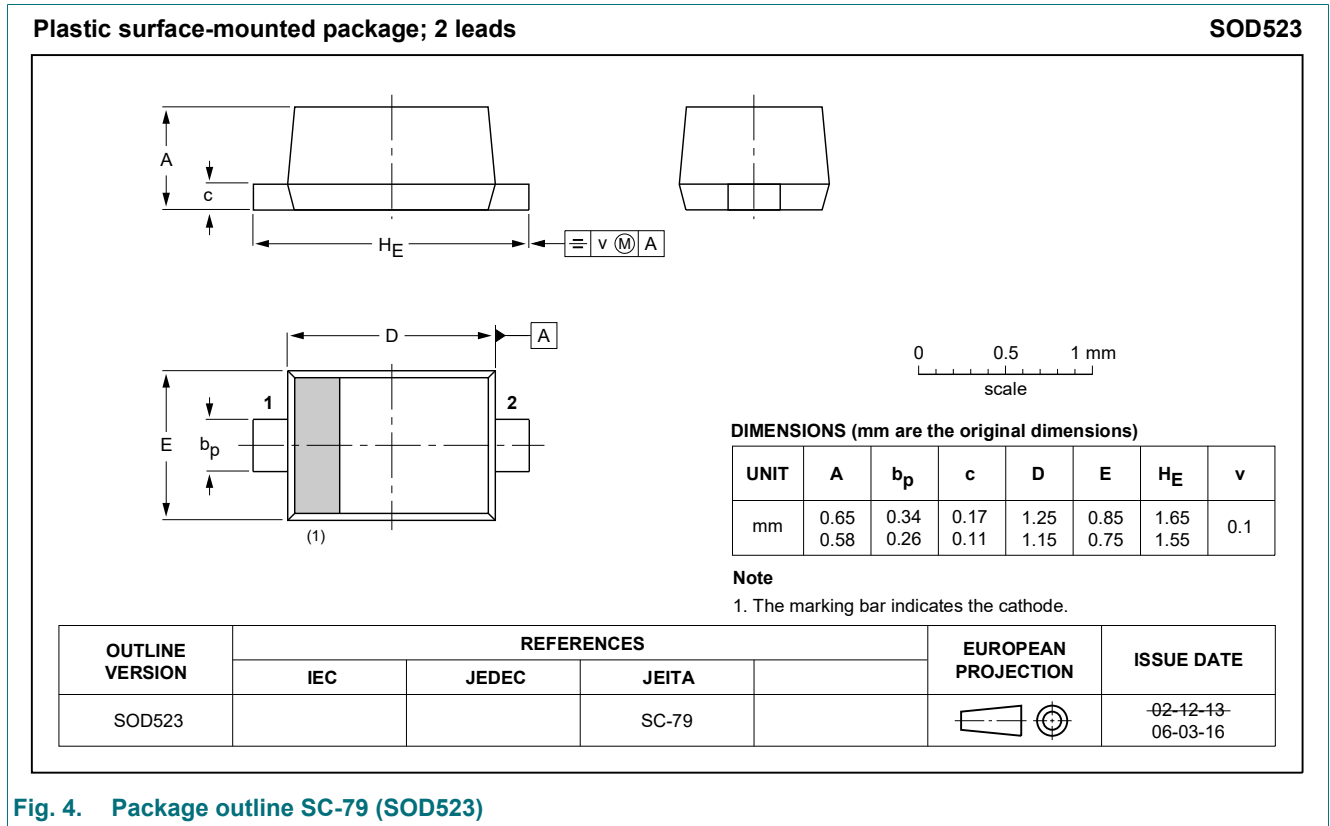 Plastic surface-mounted package; 2 leads SOD523
A
c
HE
v M A
D
A
1
2
E
bp
(1)
0 0.5 1 mm
scale
DIMENSIONS (mm are the original dimensions)
UNIT A bp c D E HE v
mm 0.65 0.34 0.17 1.25 0.85 1.65 0.1
0.58 0.26 0.11 1.15 0.75 1.55
Note
1. The marking bar indicates the cathode.
OUTLINE VERSION REFERENCES EUROPEAN PROJECTION ISSUE DATE
IEC JEDEC JEITA
SOD523 SC-79 02-12-13
06-03-16
Fig. 4. Package outline SC-79 (SOD523)